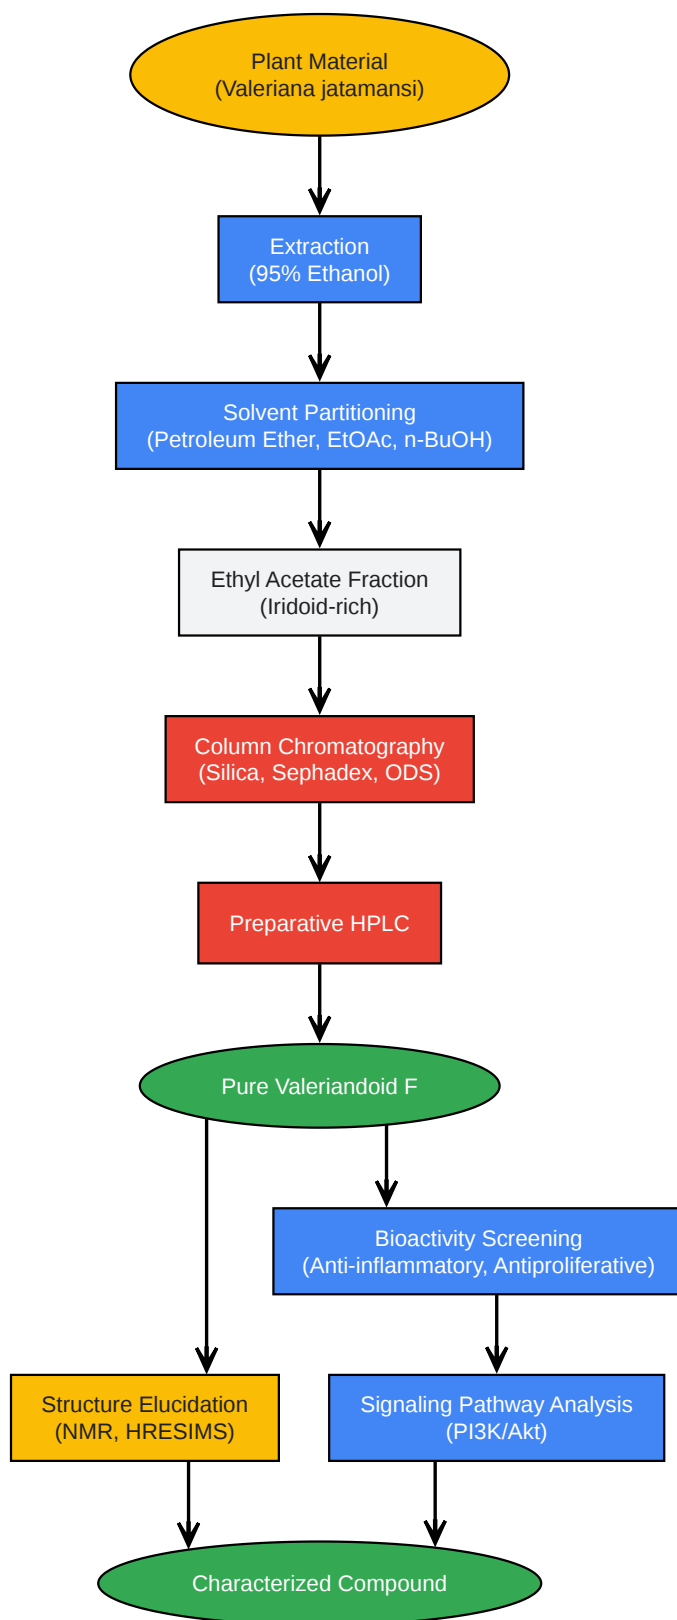 Plant Material
(Valeriana jatamansi)
Extraction
(95% Ethanol)
Solvent Partitioning
(Petroleum Ether, EtOAc, n-BuOH)
Ethyl Acetate Fraction
(Iridoid-rich)
Column Chromatography
(Silica, Sephadex, ODS)
Preparative HPLC
Pure Valeriandoid F
Bioactivity Screening
(Anti-inflammatory, Antiproliferative)
Structure Elucidation
(NMR, HRESIMS)
Signaling Pathway Analysis
(PI3K/Akt)
Characterized Compound